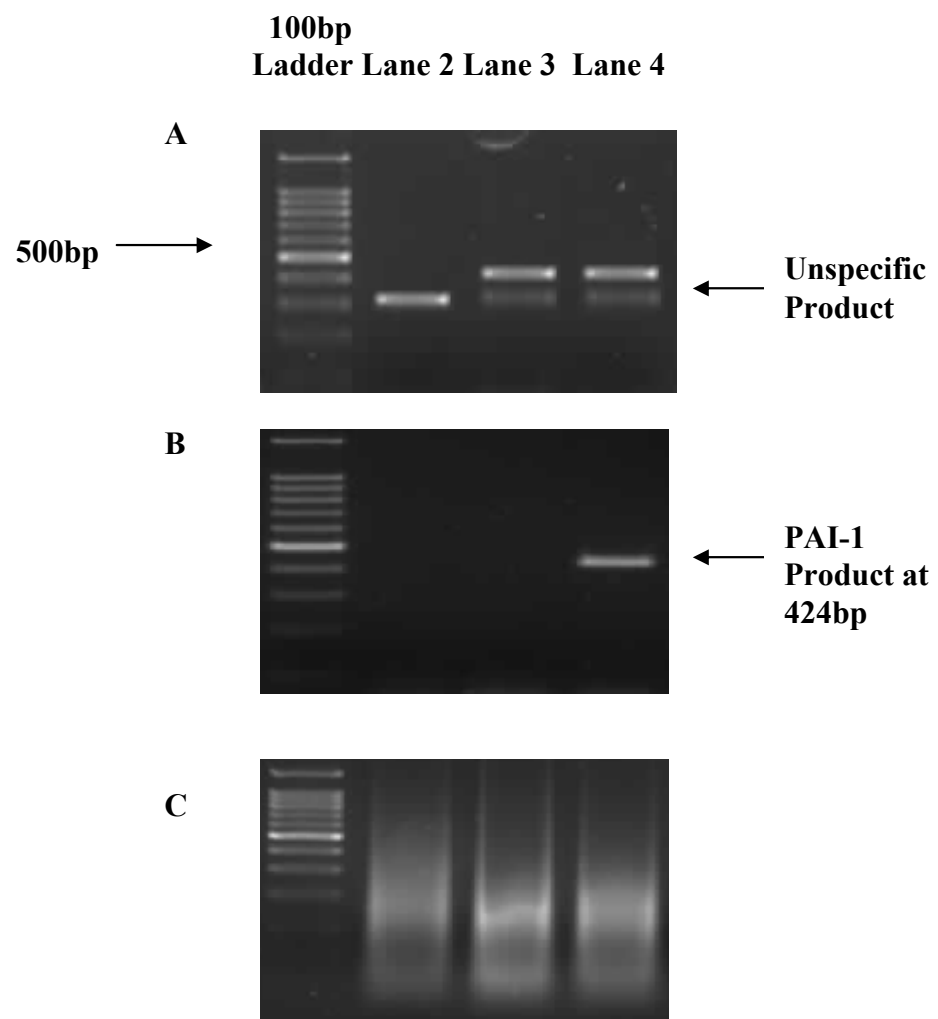 100bp
Ladder Lane 2 Lane 3 Lane 4
A
500bp
Unspecific
Product
B
PAI-1
Product at
424bp
C